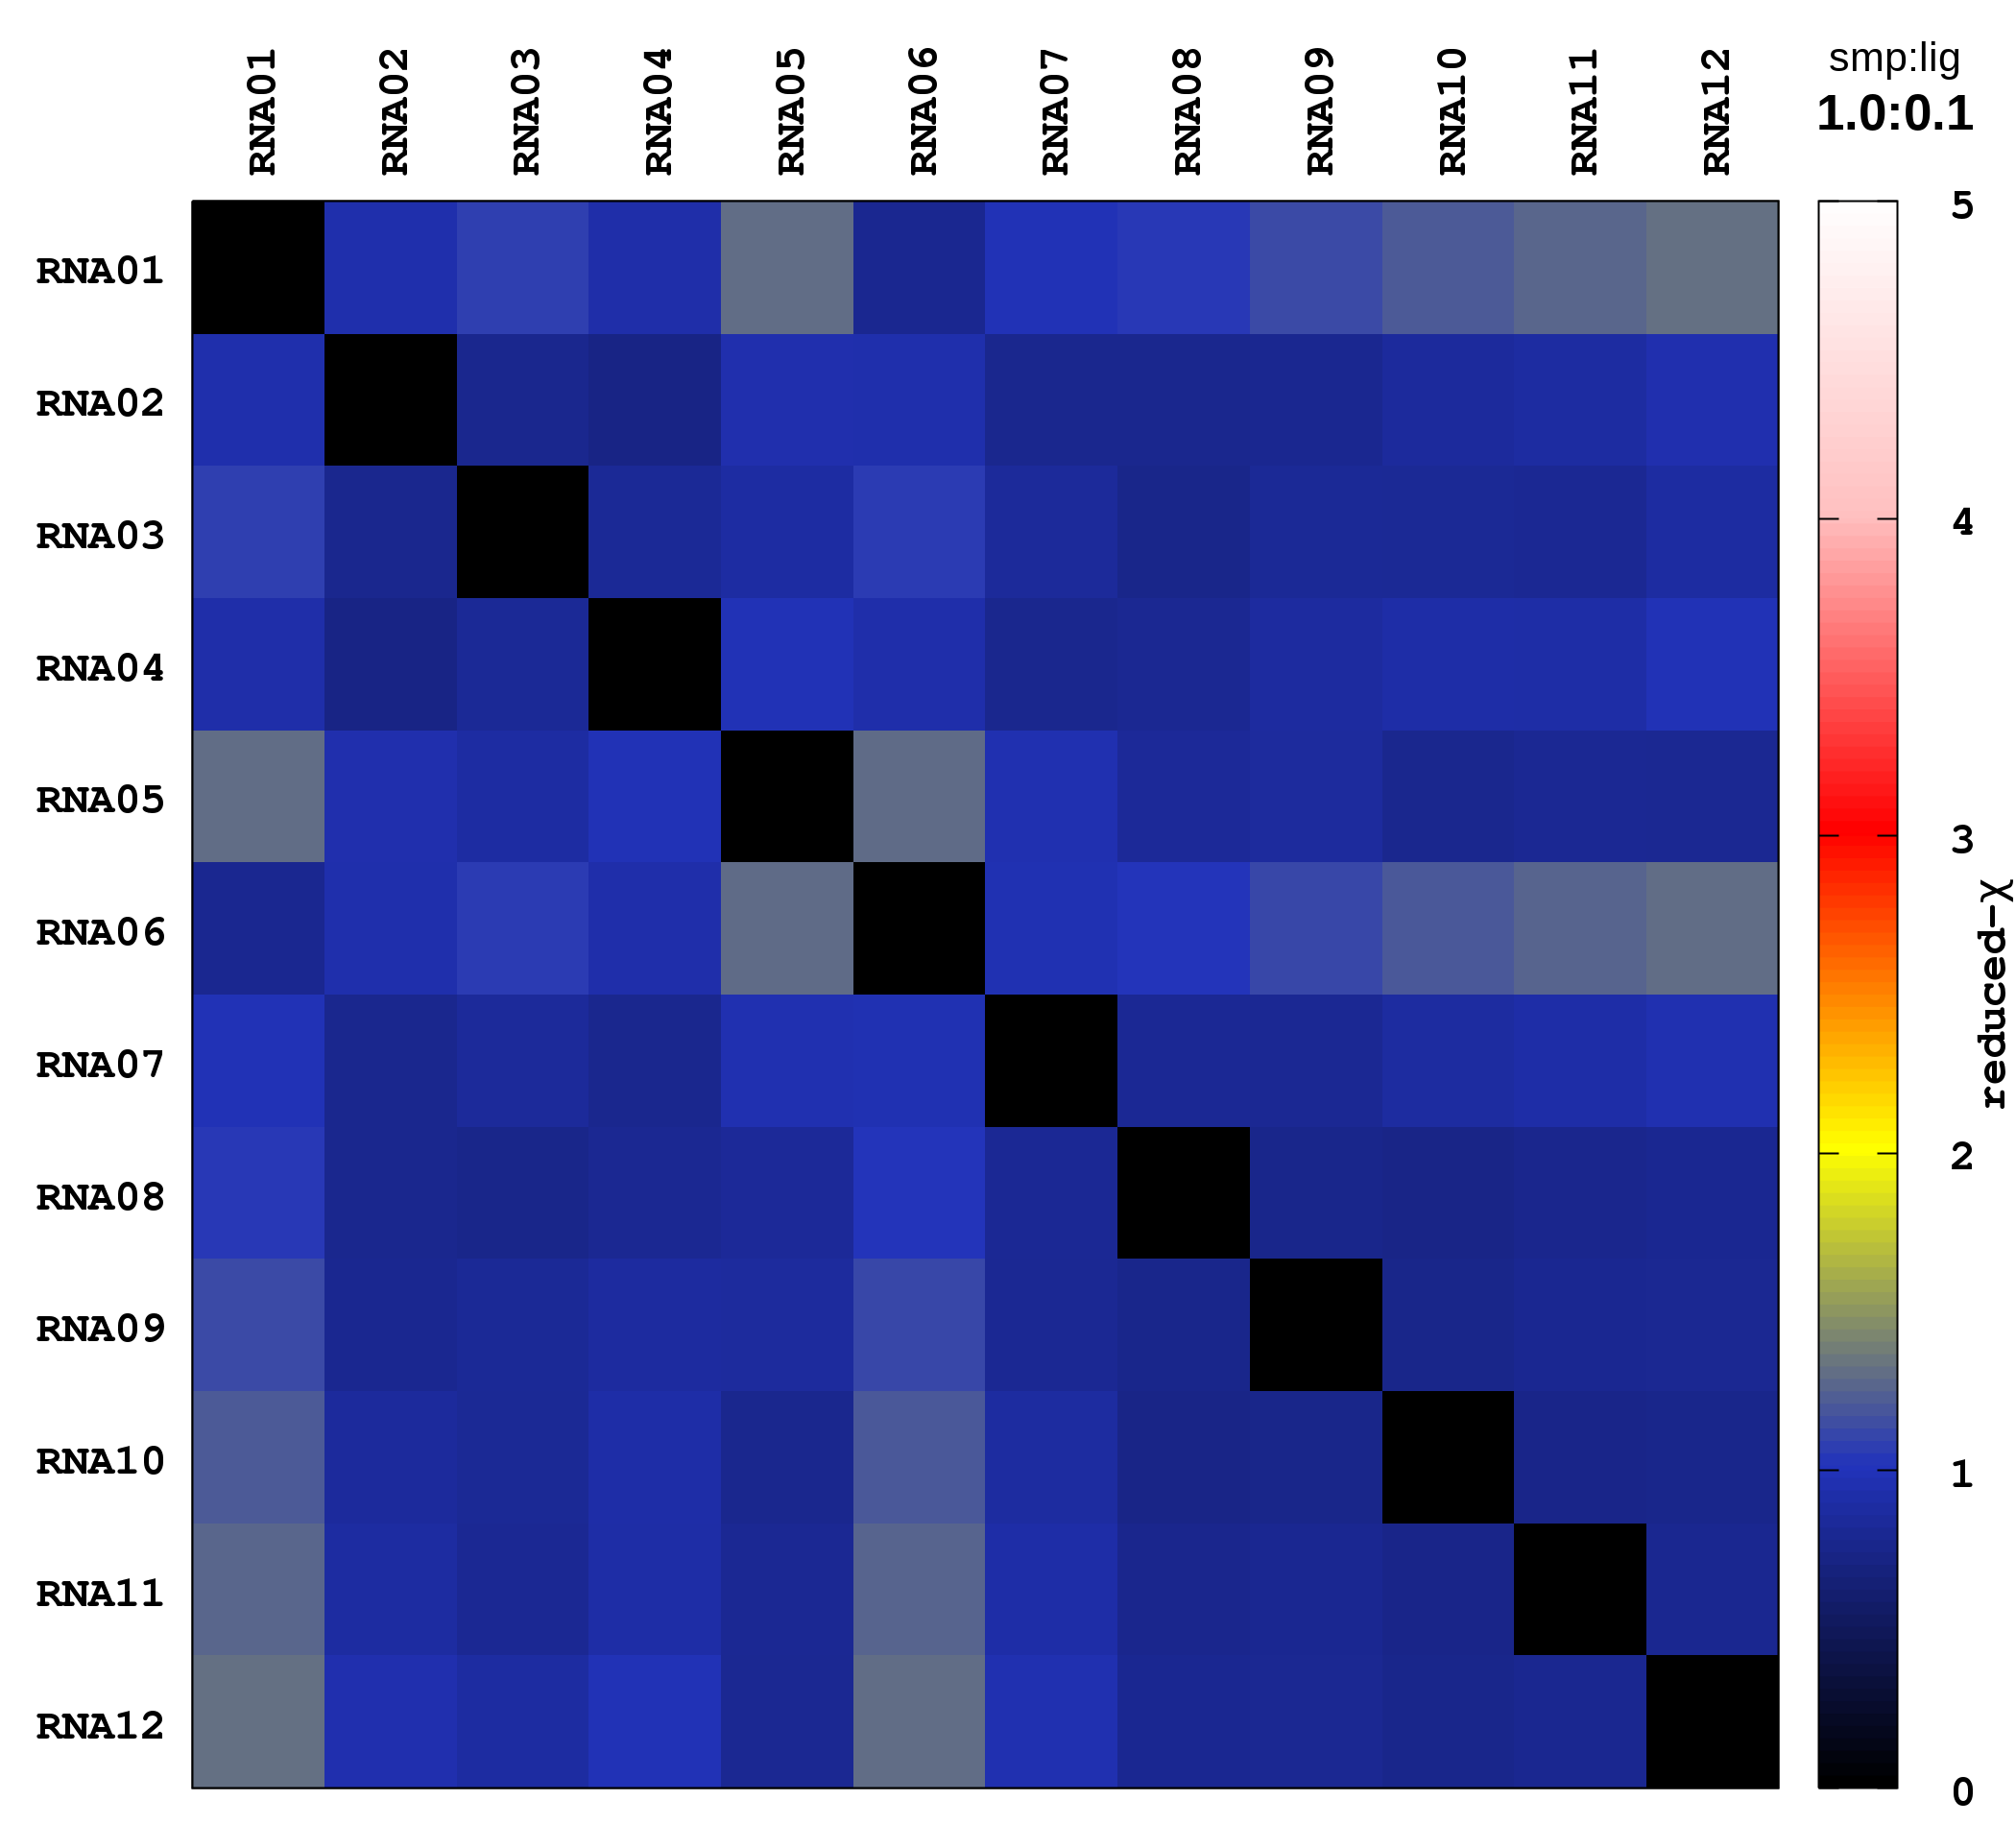 RNA01 RNA02 RNA03 RNA04 RNA05 RNA06 RNA07 RNA08 RNA09 RNA10 RNA11 RNA12
smp:lig
1.0:0.1
RNA01
RNA02
RNA03
RNA04
RNA05
RNA06
RNA07
RNA08
RNA09
RNA10
RNA11
RNA12
5
4
3
2
1
0
reduced-χ